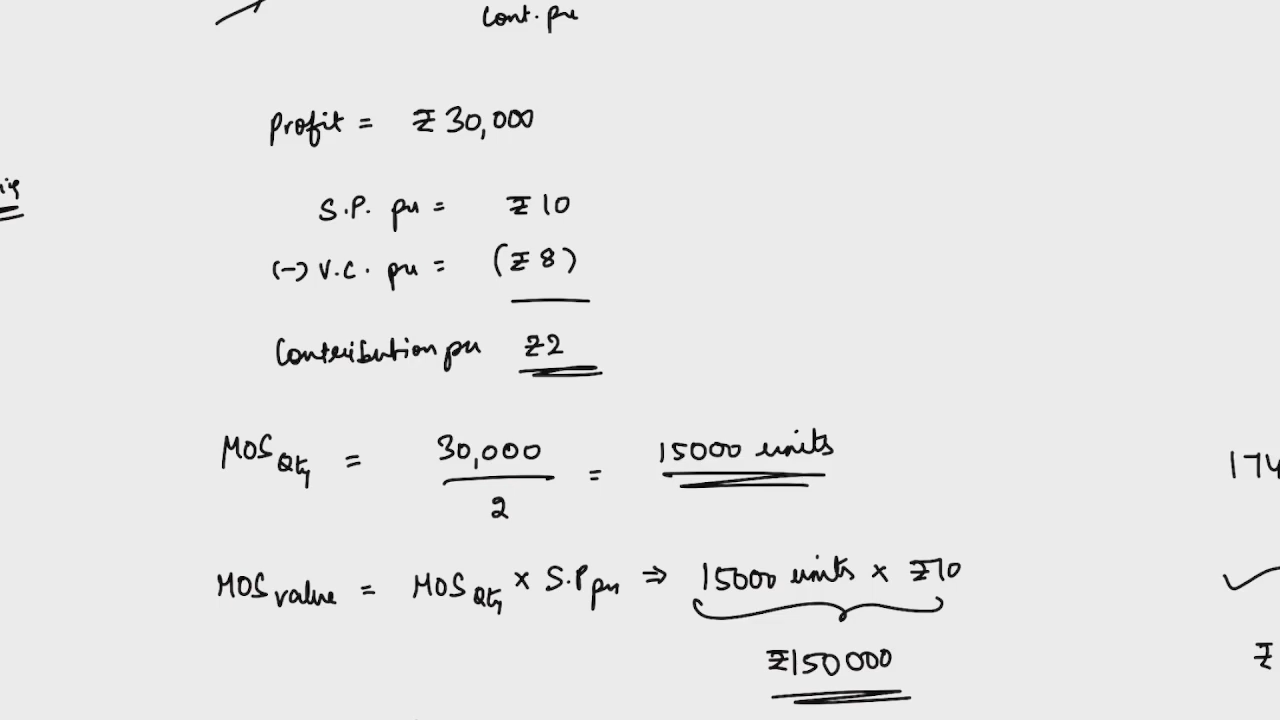 Cont. pu
Profit = ₹ 30,000
S.P. pu = ₹ 10
(-) V.C. pu = (₹ 8)
Contribution pu ₹2
MOS Qty = 30,000 / 2 = 15000 units
174
MOS value = MOS Qty × S.P pu ⇒ 15000 units × ₹10
₹150000
₹